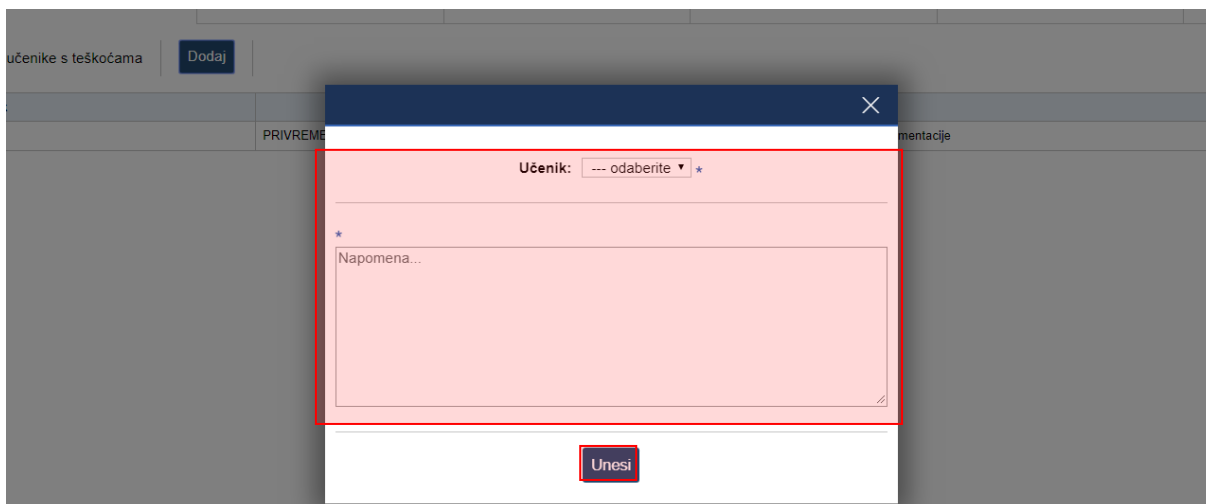 učenike s teškoćama Dodaj
PRIVREME
mentacije
Učenik: --- odaberite *
*
Napomena...
Unesi